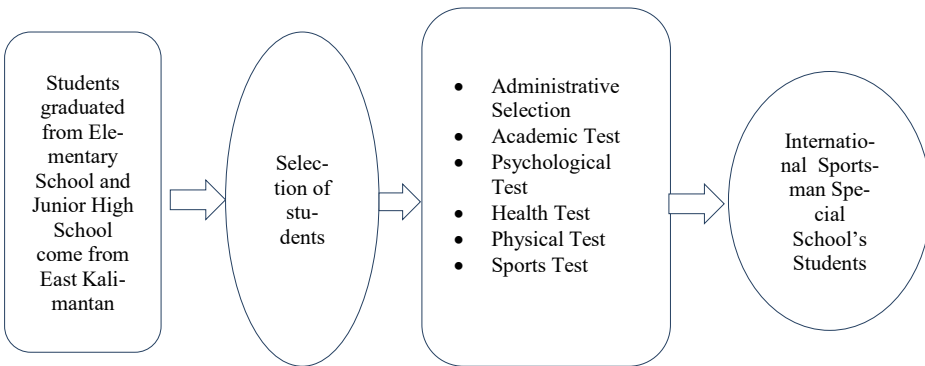 Students
graduated
from Ele-
mentary
School and
Junior High
School
come from
East Kali-
mantan
Selec-
tion of
stu-
dents
• Administrative
Selection
• Academic Test
• Psychological
Test
• Health Test
• Physical Test
• Sports Test
Internatio-
nal Sports-
man Spe-
cial
School’s
Students